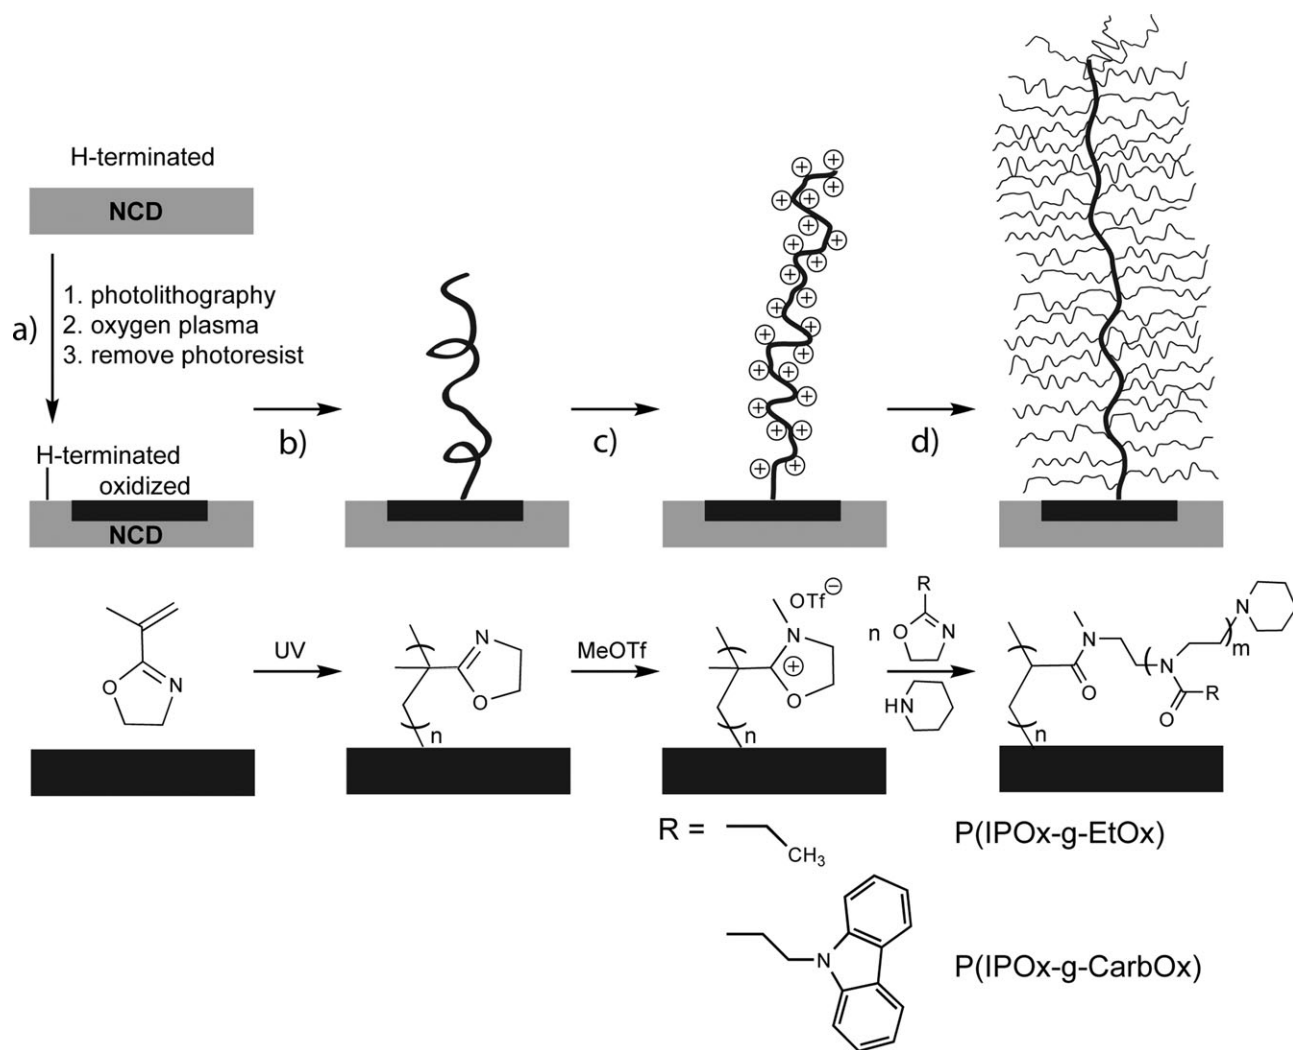 H-terminated
NCD
a)
1. photolithography
2. oxygen plasma
3. remove photoresist
H-terminated
oxidized
NCD
b)
c)
d)
O
N
UV
N
O
n
MeOTf
N
OTf⊖
O
n
n
R
O
N
HN
N
O
N
m
N
O
R
n
R =
CH3
P(IPOx-g-EtOx)
N
P(IPOx-g-CarbOx)